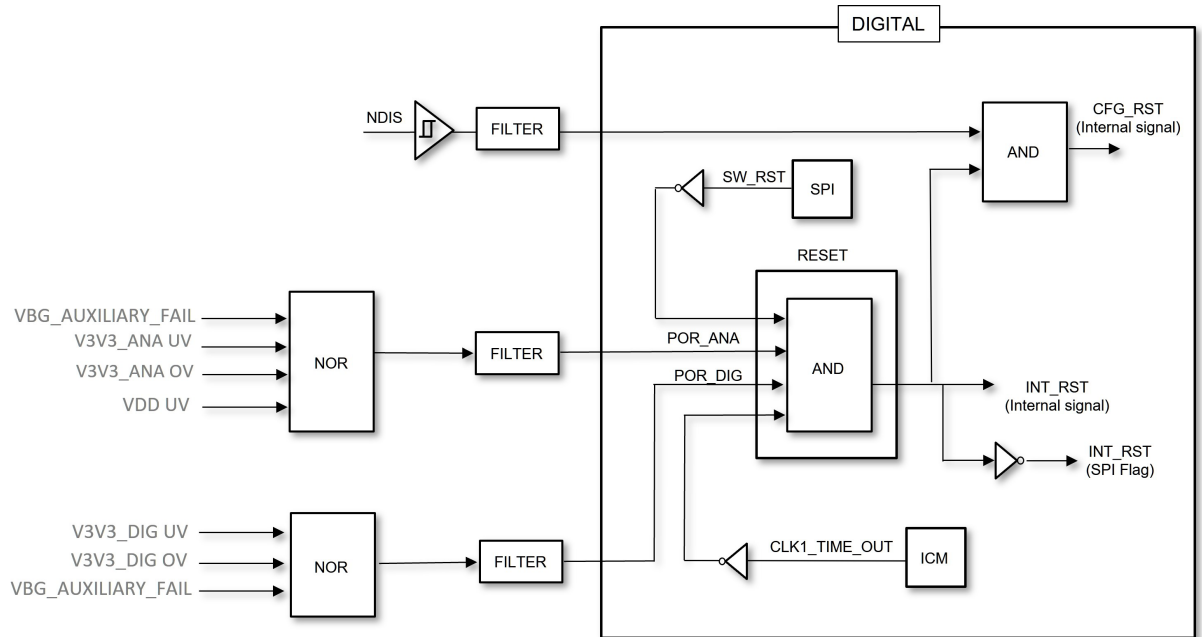 DIGITAL
NDIS
FILTER
CFG_RST
(Internal signal)
AND
SW_RST
SPI
RESET
VBG_AUXILIARY_FAIL
V3V3_ANA UV
V3V3_ANA OV
VDD UV
NOR
FILTER
POR_ANA
POR_DIG
AND
INT_RST
(Internal signal)
INT_RST
(SPI Flag)
V3V3_DIG UV
V3V3_DIG OV
VBG_AUXILIARY_FAIL
NOR
FILTER
CLK1_TIME_OUT
ICM